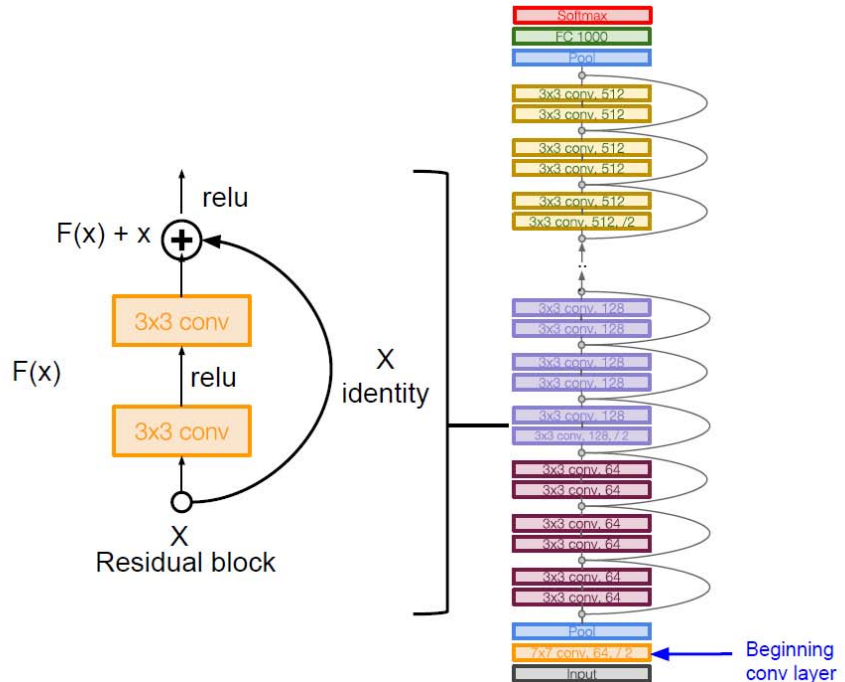 relu
F(x) + x
3x3 conv
F(x)
relu
3x3 conv
X
Residual block
X
identity
Softmax
FC 1000
Pool
3x3 conv, 512
3x3 conv, 512
3x3 conv, 512
3x3 conv, 512
3x3 conv, 512
3x3 conv, 512, /2
..
3x3 conv, 128
3x3 conv, 128
3x3 conv, 128
3x3 conv, 128
3x3 conv, 128
3x3 conv, 128, / 2
3x3 conv, 64
3x3 conv, 64
3x3 conv, 64
3x3 conv, 64
3x3 conv, 64
3x3 conv, 64
Pool
7x7 conv, 64, / 2
Input
Beginning
conv layer